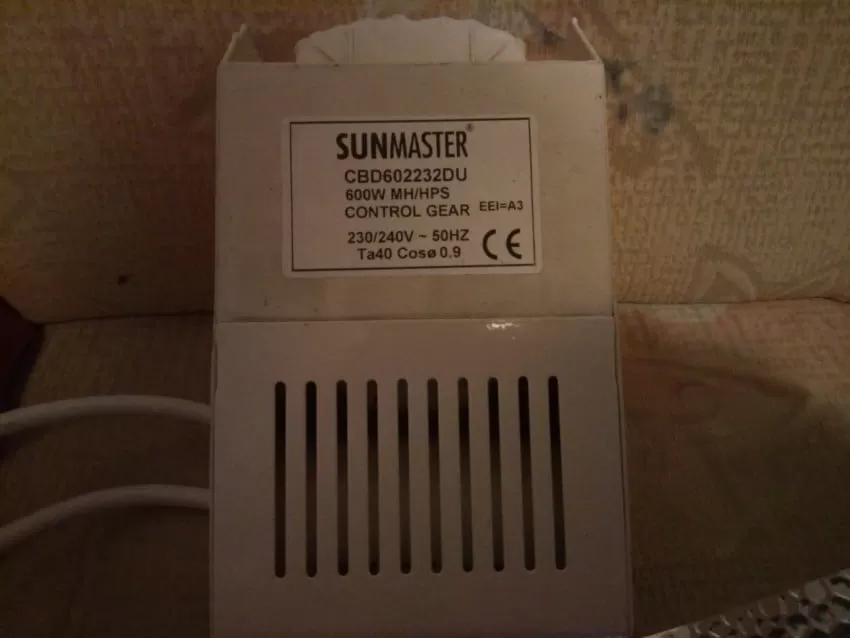 SUNMASTER®
CBD602232DU
600W MH/HPS
CONTROL GEAR EEI=A3
230/240V ~ 50HZ
Ta40 Cosø 0.9 CE